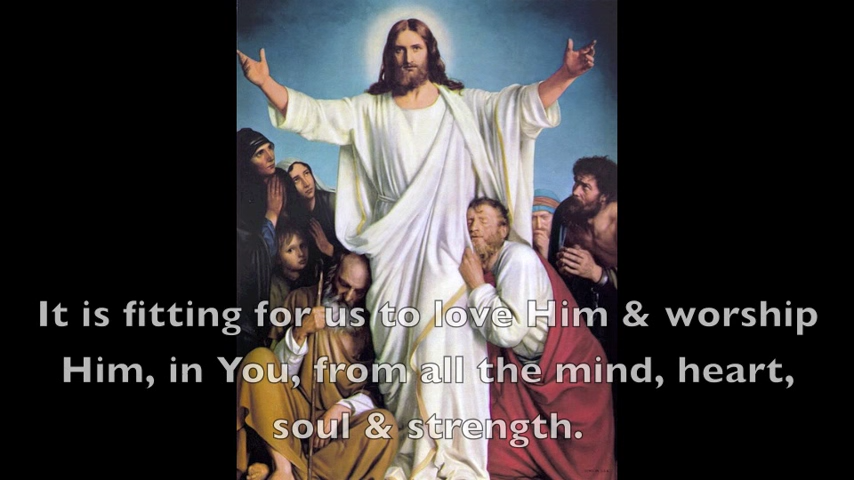 It is fitting for us to love Him & worship
Him, in You, from all the mind, heart,
soul & strength.